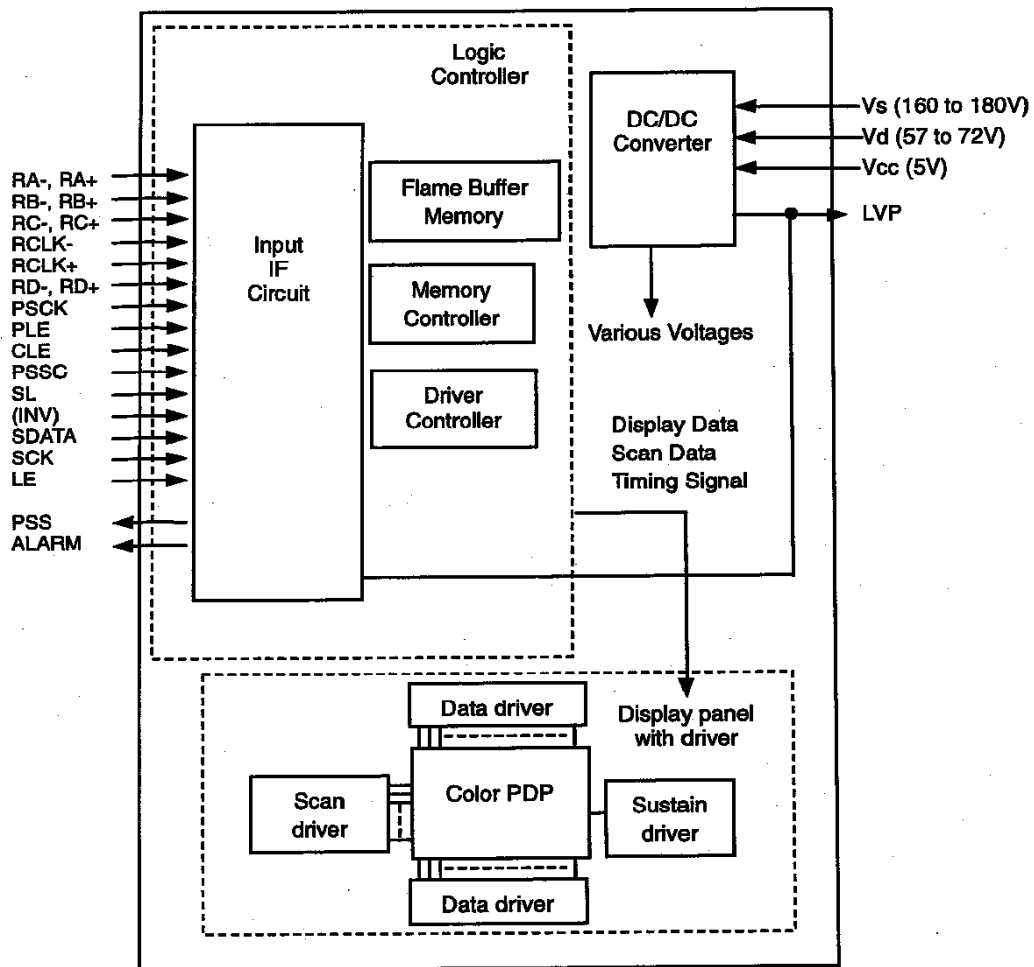 Logic
Controller
DC/DC
Converter
Vs (160 to 180V)
Vd (57 to 72V)
Vcc (5V)
LVP
Various Voltages
RA-, RA+
RB-, RB+
RC-, RC+
RCLK-
RCLK+
RD-, RD+
PSCK
PLE
CLE
PSSC
SL
(INV)
SDATA
SCK
LE
PSS
ALARM
Input
IF
Circuit
Flame Buffer
Memory
Memory
Controller
Driver
Controller
Display Data
Scan Data
Timing Signal
Data driver
Display panel
with driver
Scan
driver
Color PDP
Sustain
driver
Data driver